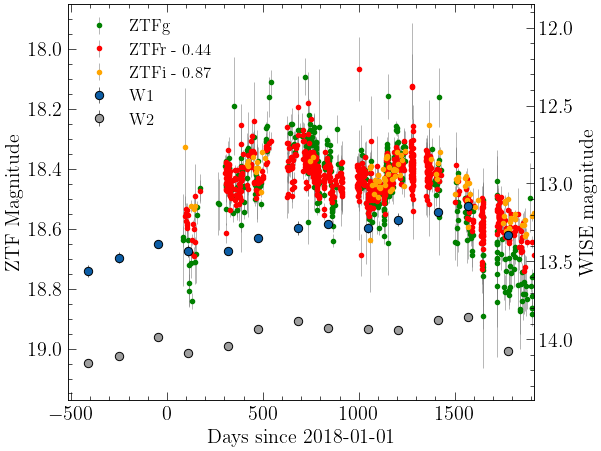 ZTFg
ZTFr - 0.44
ZTFi - 0.87
W1
W2
18.0
18.2
18.4
18.6
18.8
19.0
ZTF Magnitude
12.0
12.5
13.0
13.5
14.0
WISE magnitude
−500
0
500
1000
1500
Days since 2018-01-01